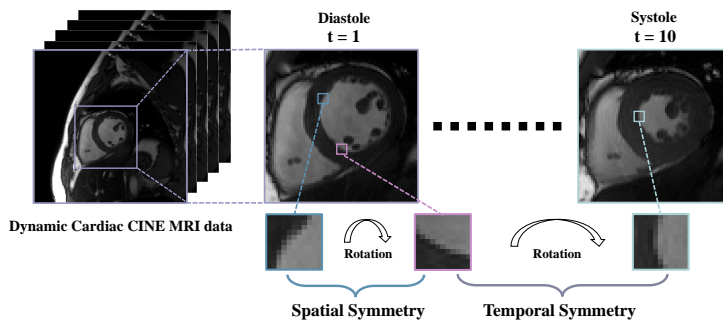 Diastole
t = 1
Systole
t = 10
Dynamic Cardiac CINE MRI data
Rotation
Rotation
Spatial Symmetry
Temporal Symmetry